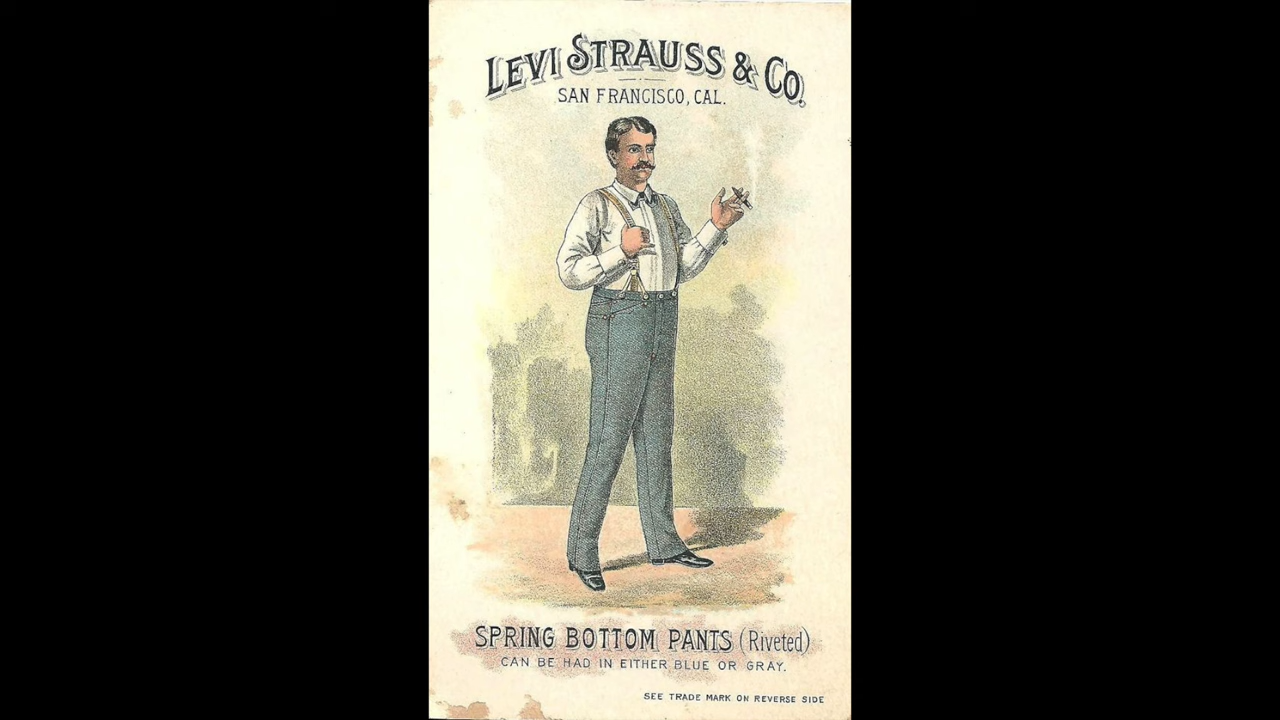 LEVI STRAUSS & CO.
SAN FRANCISCO, CAL.
SPRING BOTTOM PANTS (Riveted)
CAN BE HAD IN EITHER BLUE OR GRAY.
SEE TRADE MARK ON REVERSE SIDE